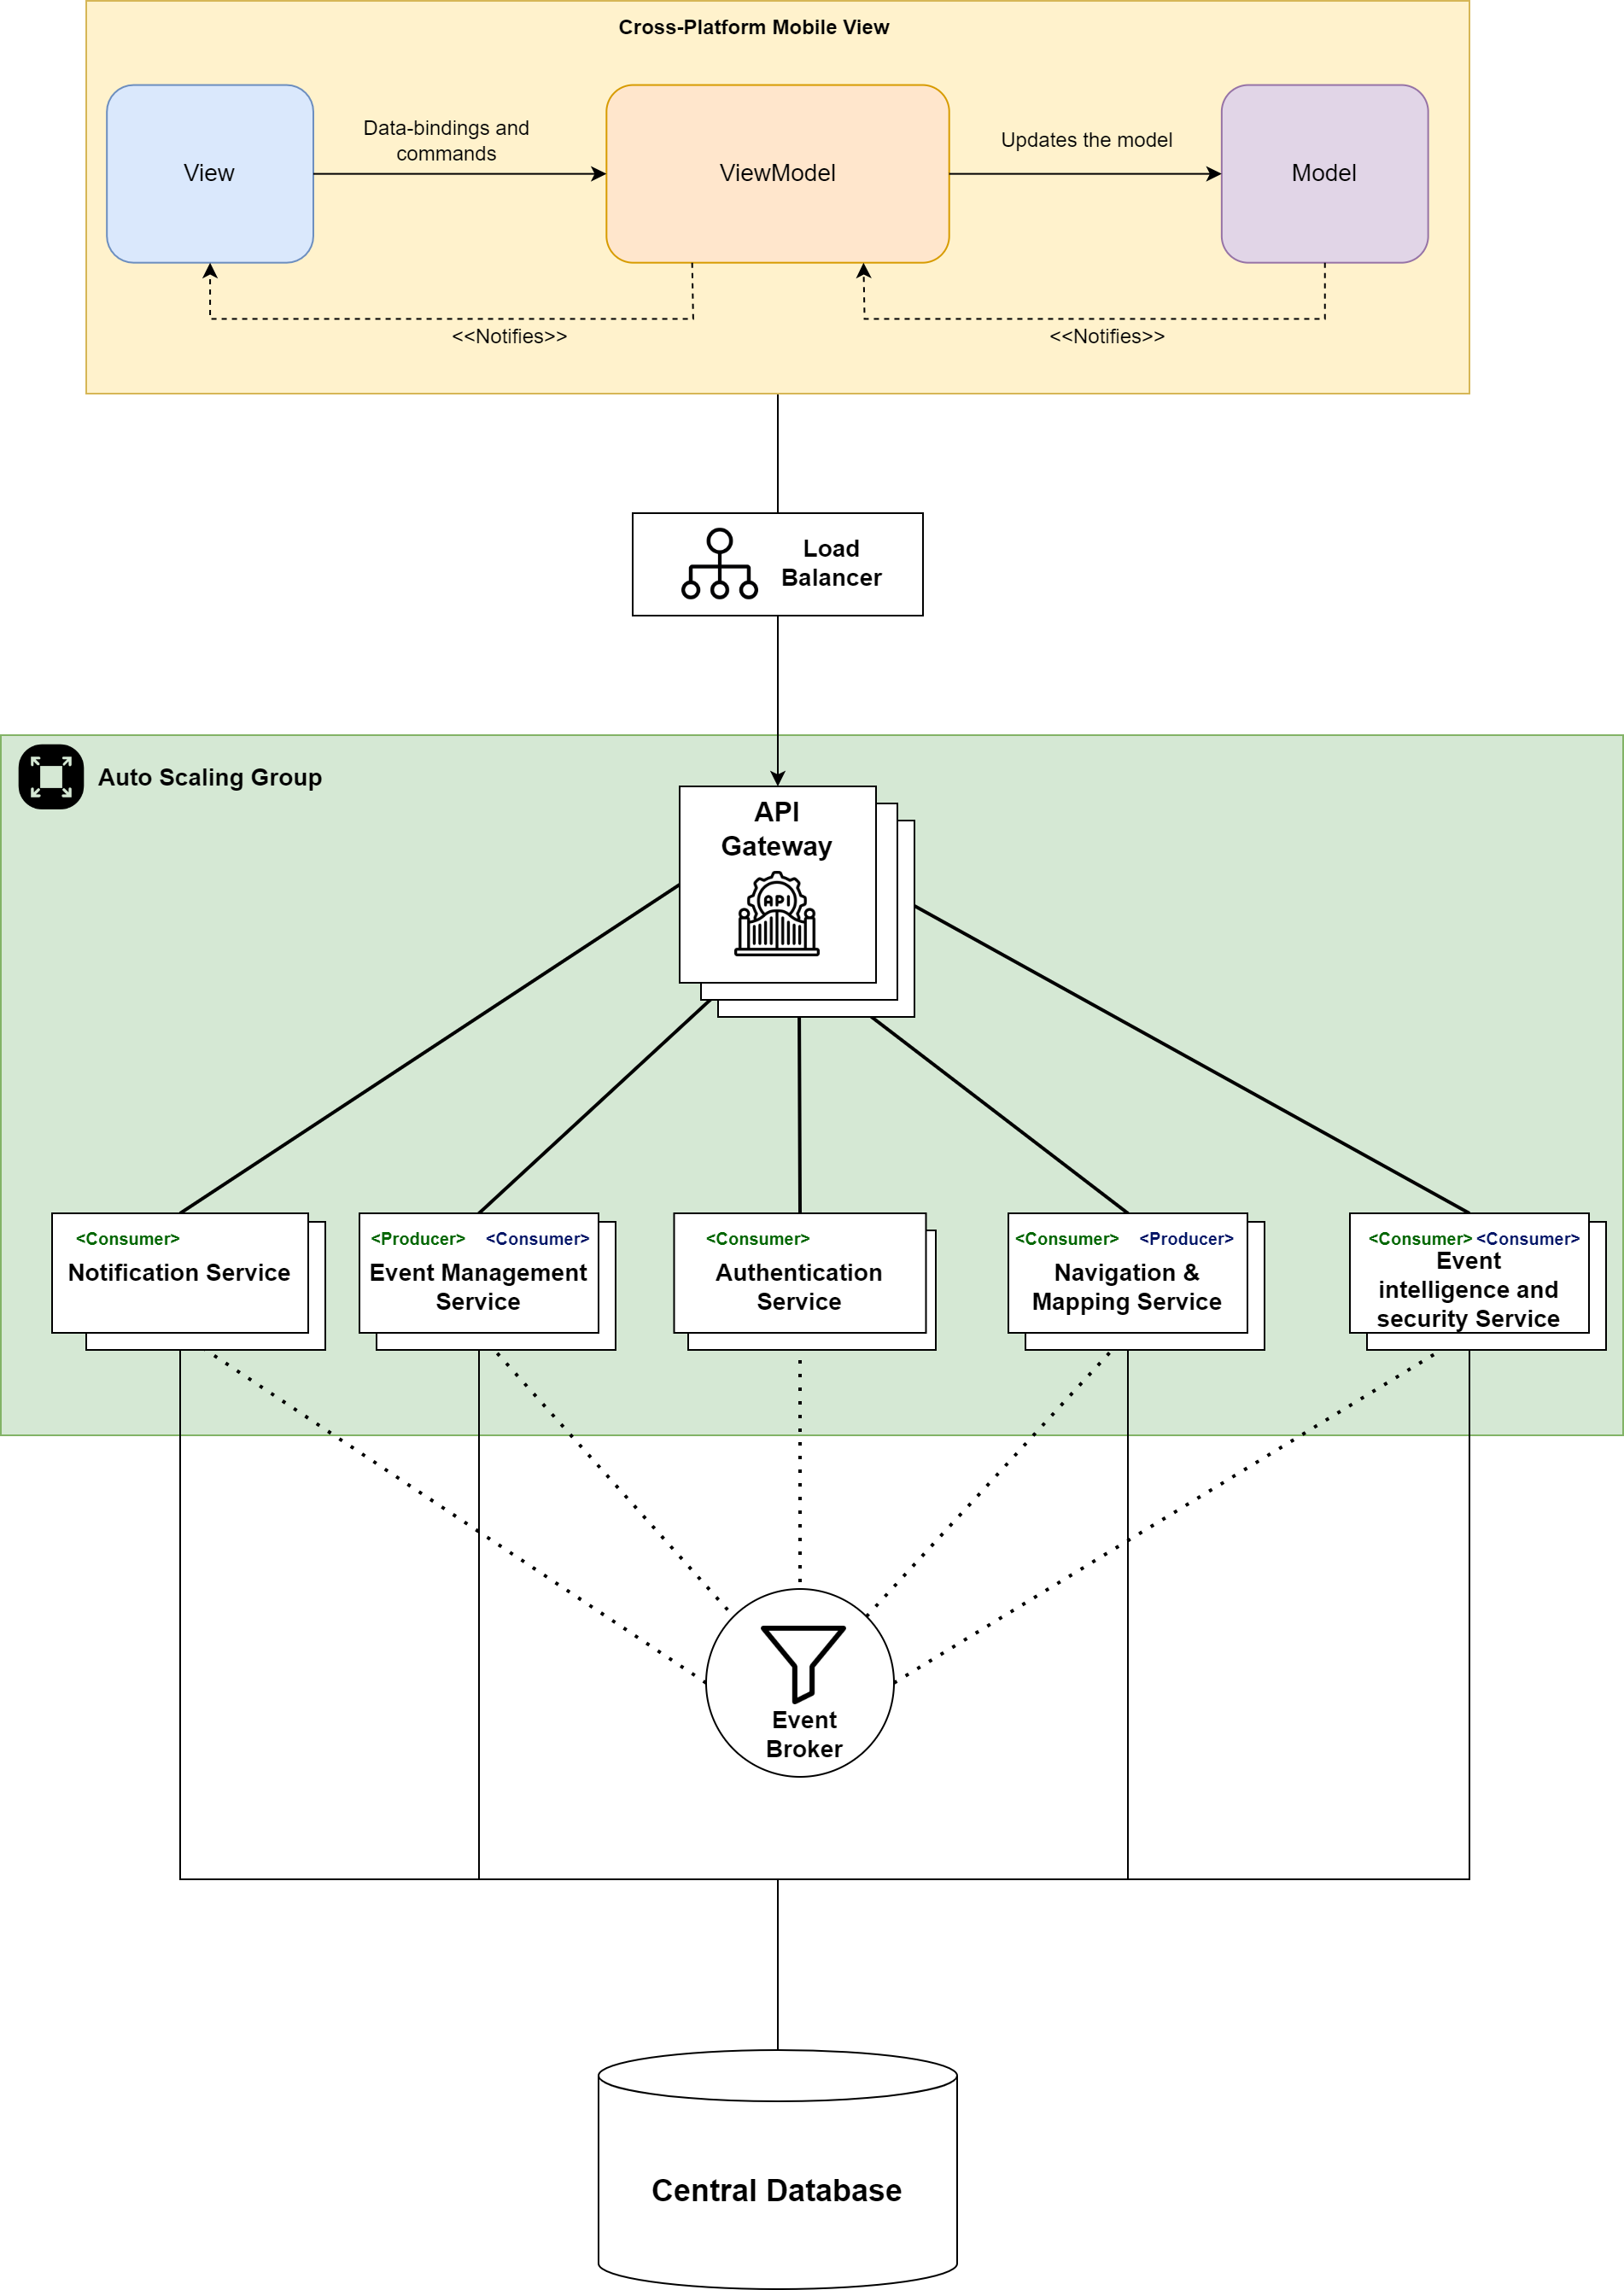 Cross-Platform Mobile View
View
Data-bindings and
commands
ViewModel
Updates the model
Model
<<Notifies>>
<<Notifies>>
Load
Balancer
Auto Scaling Group
API
Gateway
API
<Consumer>
Notification Service
<Producer> <Consumer>
Event Management
Service
<Consumer>
Authentication
Service
<Consumer> <Producer>
Navigation &
Mapping Service
<Consumer> <Consumer>
Event
intelligence and
security Service
Event
Broker
Central Database